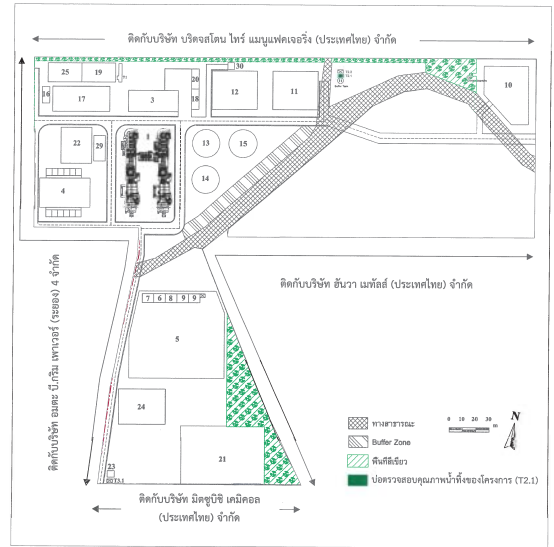 ติดกับบริษัท บริดจสโตน ไทร์ แมนูแฟคเจอริ่ง (ประเทศไทย) จำกัด
30
25 19 20 10
16 17 3 18 12 11
13 15
22 29
14
4
ติดกับบริษัท อมตะ บี.กริม เพาเวอร์ (ระยอง) 4 จำกัด
ติดกับบริษัท ฮันวา เมทัลส์ (ประเทศไทย) จำกัด
7 6 8 9 9
5
24
0 10 20 30 m
N
ทางสาธารณะ
Buffer Zone
พื้นที่สีเขียว
บ่อตรวจสอบคุณภาพน้ำทิ้งของโครงการ (T2.1)
21
23
T3.1
ติดกับบริษัท มิตซูบิชิ เคมิคอล
(ประเทศไทย) จำกัด